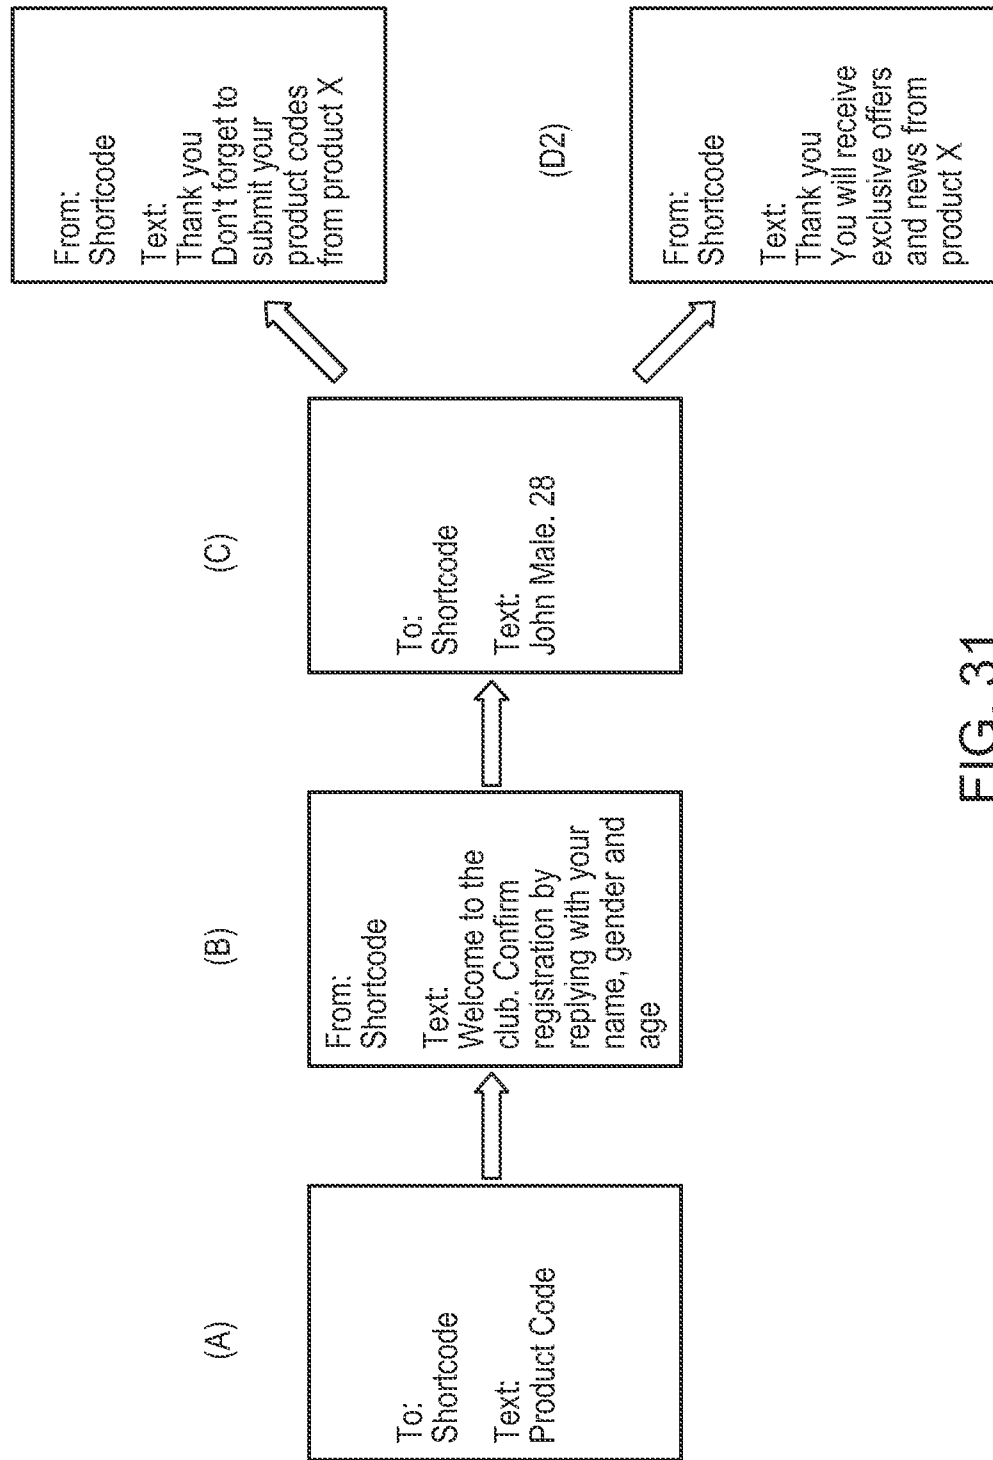 (A)
To:
Shortcode
Text:
Product Code
(B)
From:
Shortcode
Text:
Welcome to the
club. Confirm
registration by
replying with your
name, gender and
age
(C)
To:
Shortcode
Text:
John Male. 28
From:
Shortcode
Text:
Thank you
Don't forget to
submit your
product codes
from product X
(D2)
From:
Shortcode
Text:
Thank you
You will receive
exclusive offers
and news from
product X
FIG. 31